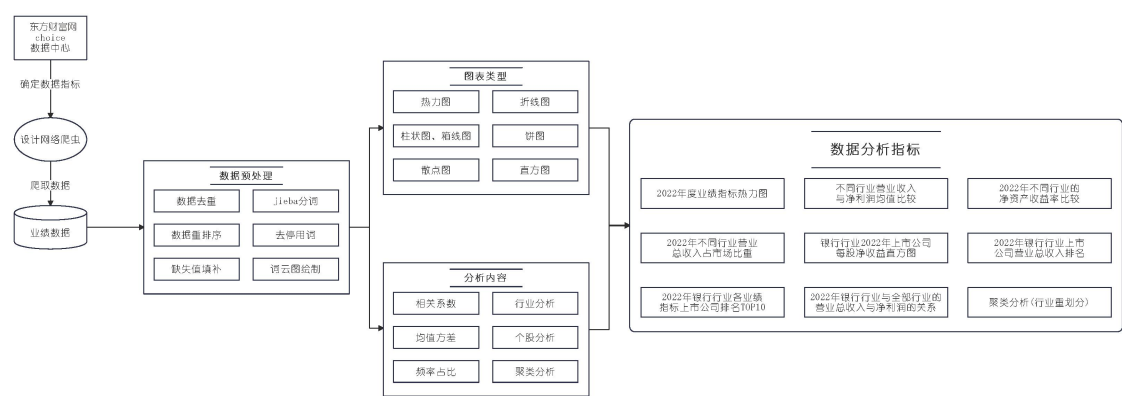 东方财富网
choice
数据中心
确定数据指标
设计网络爬虫
爬取数据
业绩数据
数据预处理
数据去重
Jieba分词
数据重排序
去停用词
缺失值填补
词云图绘制
图表类型
热力图
折线图
柱状图、箱线图
饼图
散点图
直方图
分析内容
相关系数
行业分析
均值方差
个股分析
频率占比
聚类分析
数据分析指标
2022年度业绩指标热力图
不同行业营业收入
与净利润均值比较
2022年不同行业的
净资产收益率比较
2022年不同行业营业
总收入占市场比重
银行行业2022年上市公司
每股净收益直方图
2022年银行行业上市
公司营业总收入排名
2022年银行行业各业绩
指标上市公司排名TOP10
2022年银行行业与全部行业的
营业总收入与净利润的关系
聚类分析(行业重划分)